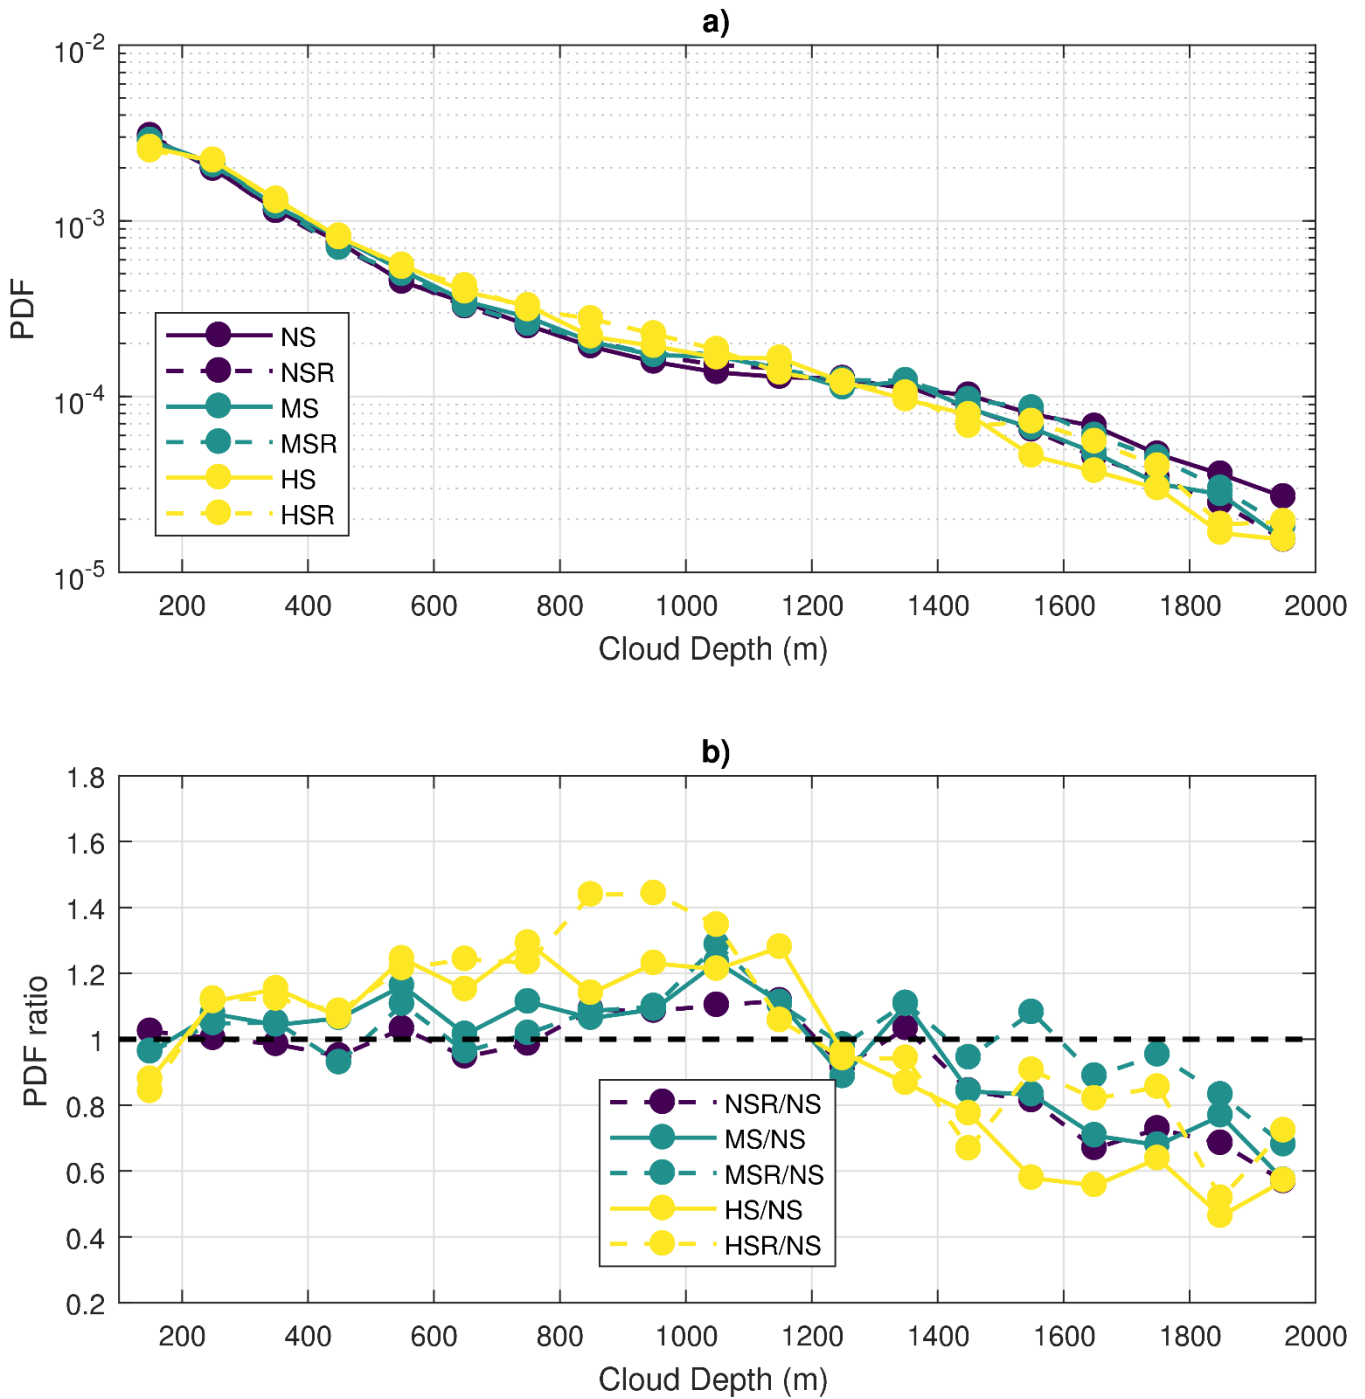 a)
10-2
10-3
10-4
10-5
PDF
NS
NSR
MS
MSR
HS
HSR
200 400 600 800 1000 1200 1400 1600 1800 2000
Cloud Depth (m)
b)
1.8
1.6
1.4
1.2
1
0.8
0.6
0.4
0.2
PDF ratio
NSR/NS
MS/NS
MSR/NS
HS/NS
HSR/NS
200 400 600 800 1000 1200 1400 1600 1800 2000
Cloud Depth (m)